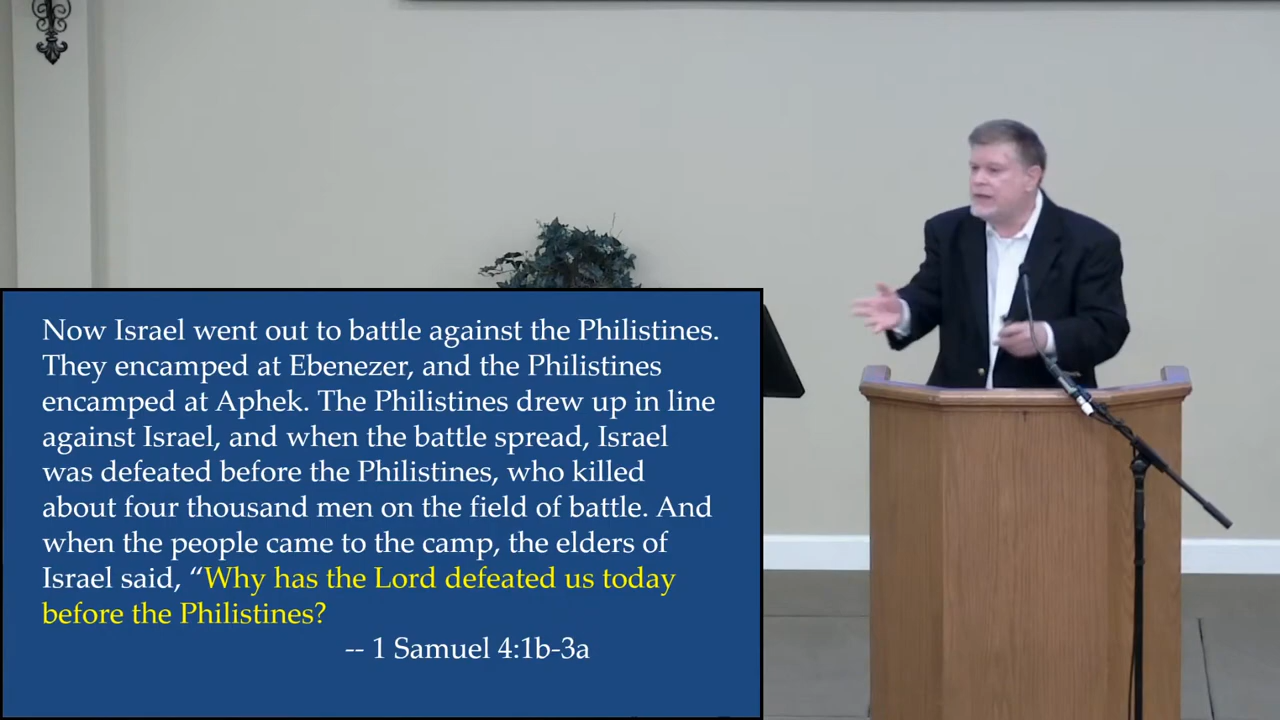 Now Israel went out to battle against the Philistines.
They encamped at Ebenezer, and the Philistines
encamped at Aphek. The Philistines drew up in line
against Israel, and when the battle spread, Israel
was defeated before the Philistines, who killed
about four thousand men on the field of battle. And
when the people came to the camp, the elders of
Israel said, “Why has the Lord defeated us today
before the Philistines?
-- 1 Samuel 4:1b-3a